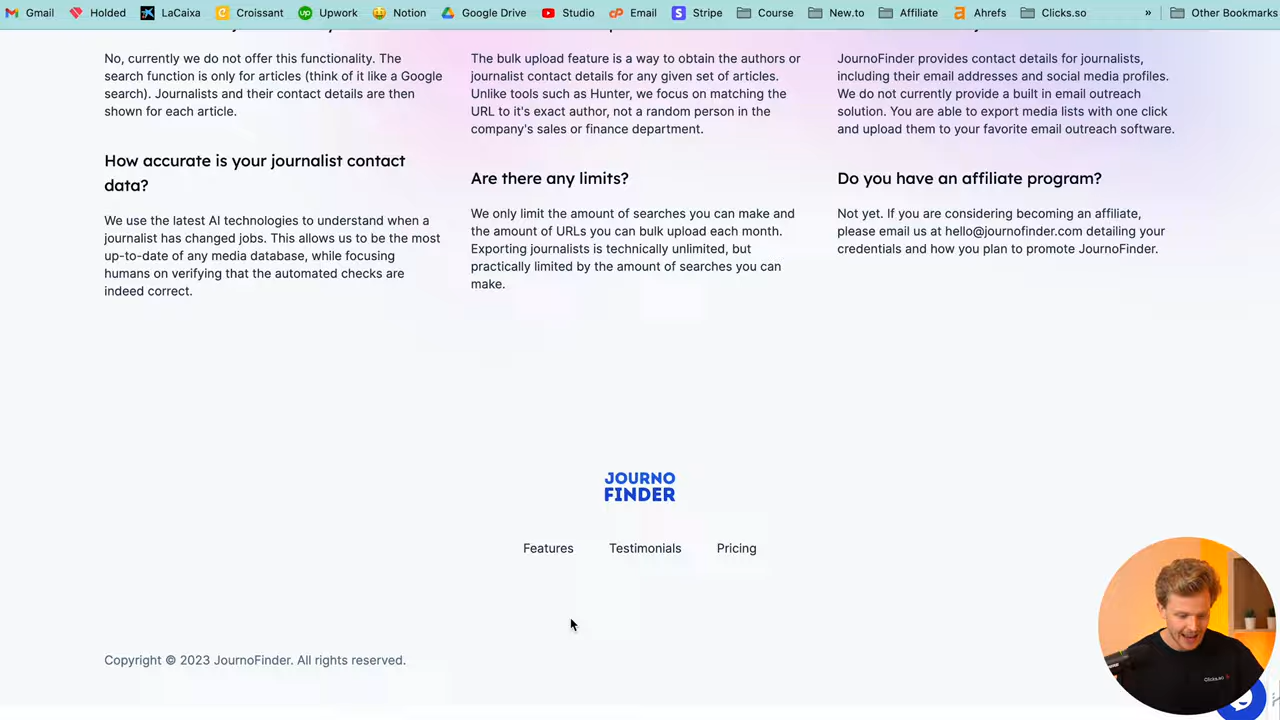 Gmail Holded LaCaixa Croissant Upwork Notion Google Drive Studio Email Stripe Course New.to Affiliate Ahrefs Clicks.so » Other Bookmarks
No, currently we do not offer this functionality. The
search function is only for articles (think of it like a Google
search). Journalists and their contact details are then
shown for each article.
How accurate is your journalist contact
data?
We use the latest AI technologies to understand when a
journalist has changed jobs. This allows us to be the most
up-to-date of any media database, while focusing
humans on verifying that the automated checks are
indeed correct.
The bulk upload feature is a way to obtain the authors or
journalist contact details for any given set of articles.
Unlike tools such as Hunter, we focus on matching the
URL to it's exact author, not a random person in the
company's sales or finance department.
Are there any limits?
We only limit the amount of searches you can make and
the amount of URLs you can bulk upload each month.
Exporting journalists is technically unlimited, but
practically limited by the amount of searches you can
make.
JournoFinder provides contact details for journalists,
including their email addresses and social media profiles.
We do not currently provide a built in email outreach
solution. You are able to export media lists with one click
and upload them to your favorite email outreach software.
Do you have an affiliate program?
Not yet. If you are considering becoming an affiliate,
please email us at hello@journofinder.com detailing your
credentials and how you plan to promote JournoFinder.
JOURNO
FINDER
Features Testimonials Pricing
Copyright © 2023 JournoFinder. All rights reserved.
Clicks.so